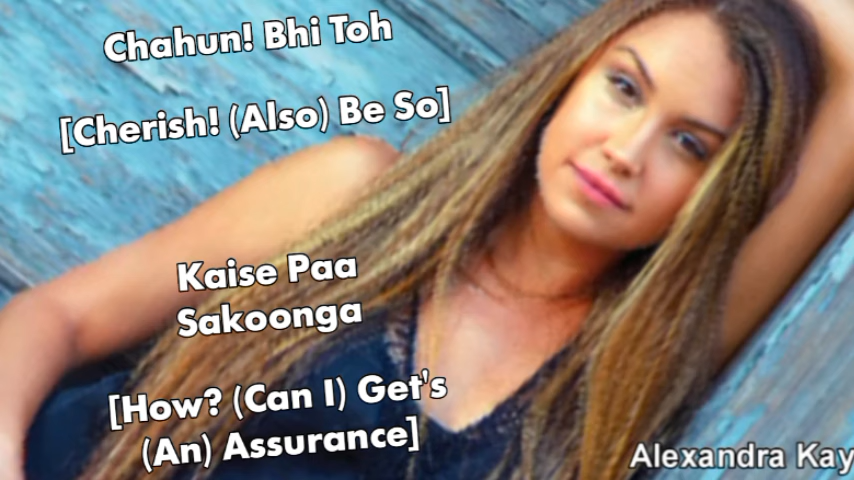 Chahun! Bhi Toh
[Cherish! (Also) Be So]
Kaise Paa
Sakoonga
[How? (Can I) Get's
(An) Assurance]
Alexandra Kay